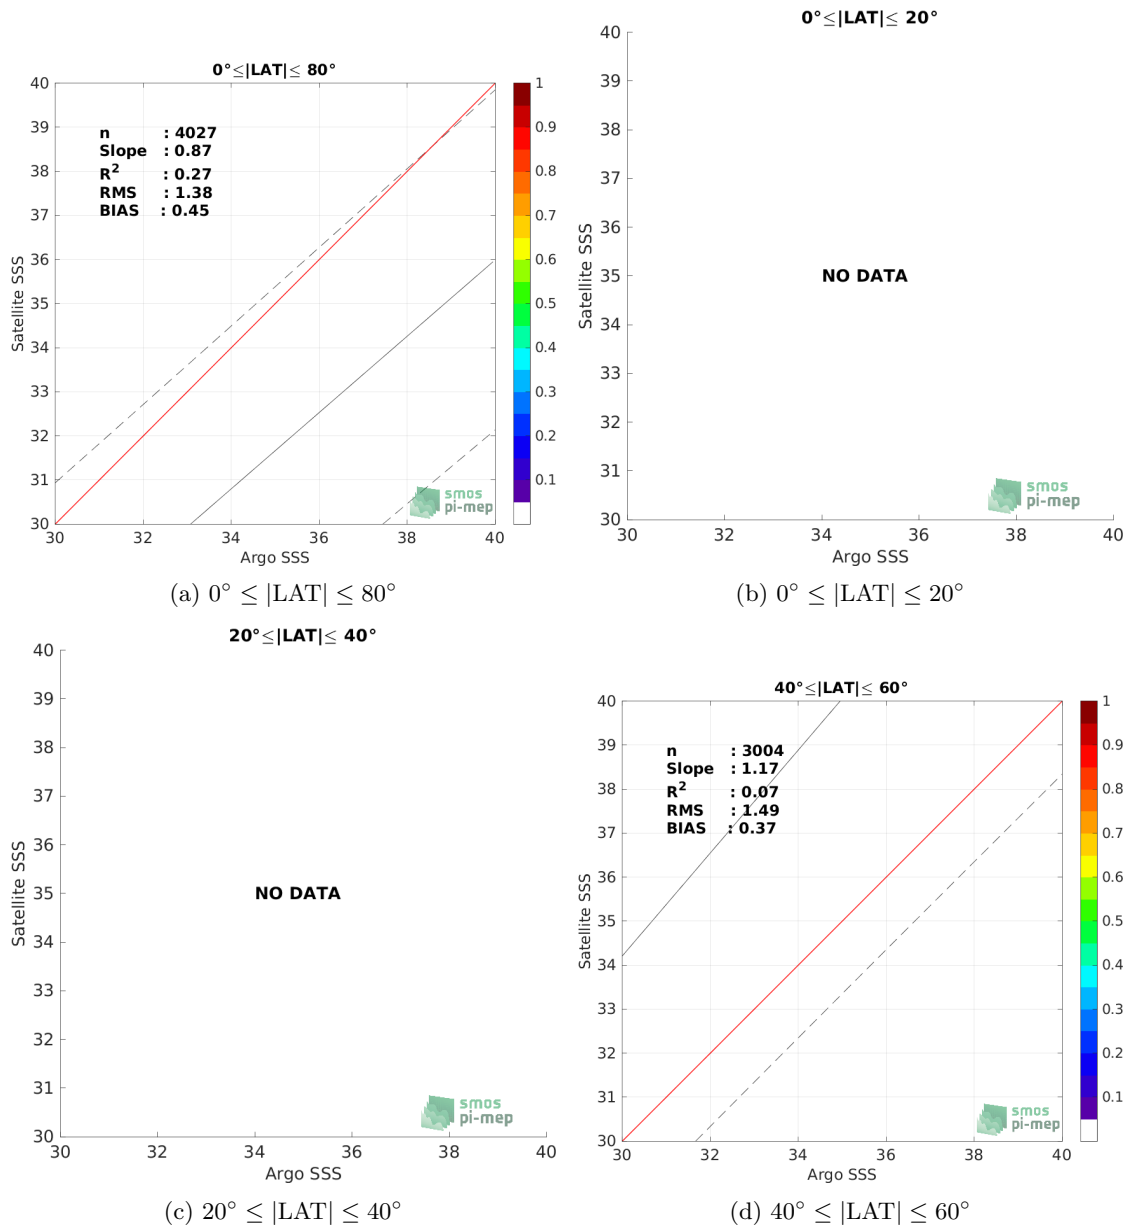 0°≤|LAT|≤ 80°
40
39
38
37
36
35
34
33
32
31
30
Satellite SSS
n : 4027
Slope : 0.87
R² : 0.27
RMS : 1.38
BIAS : 0.45
1
0.9
0.8
0.7
0.6
0.5
0.4
0.3
0.2
0.1
smos
pi-mep
30 32 34 36 38 40
Argo SSS
(a) 0° ≤ |LAT| ≤ 80°
0°≤|LAT|≤ 20°
40
39
38
37
36
35
34
33
32
31
30
Satellite SSS
NO DATA
smos
pi-mep
30 32 34 36 38 40
Argo SSS
(b) 0° ≤ |LAT| ≤ 20°
20°≤|LAT|≤ 40°
40
39
38
37
36
35
34
33
32
31
30
Satellite SSS
NO DATA
smos
pi-mep
30 32 34 36 38 40
Argo SSS
(c) 20° ≤ |LAT| ≤ 40°
40°≤|LAT|≤ 60°
40
39
38
37
36
35
34
33
32
31
30
Satellite SSS
n : 3004
Slope : 1.17
R² : 0.07
RMS : 1.49
BIAS : 0.37
1
0.9
0.8
0.7
0.6
0.5
0.4
0.3
0.2
0.1
smos
pi-mep
30 32 34 36 38 40
Argo SSS
(d) 40° ≤ |LAT| ≤ 60°